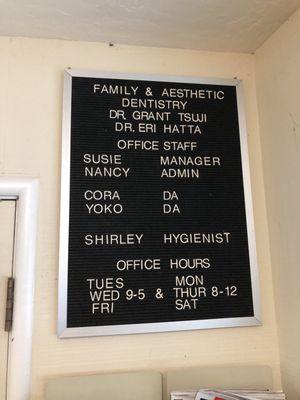 FAMILY & AESTHETIC
DENTISTRY
DR. GRANT TSUJI
DR. ERI HATTA
OFFICE STAFF
SUSIE MANAGER
NANCY ADMIN
CORA DA
YOKO DA
SHIRLEY HYGIENIST
OFFICE HOURS
TUES MON
WED 9-5 & THUR 8-12
FRI SAT